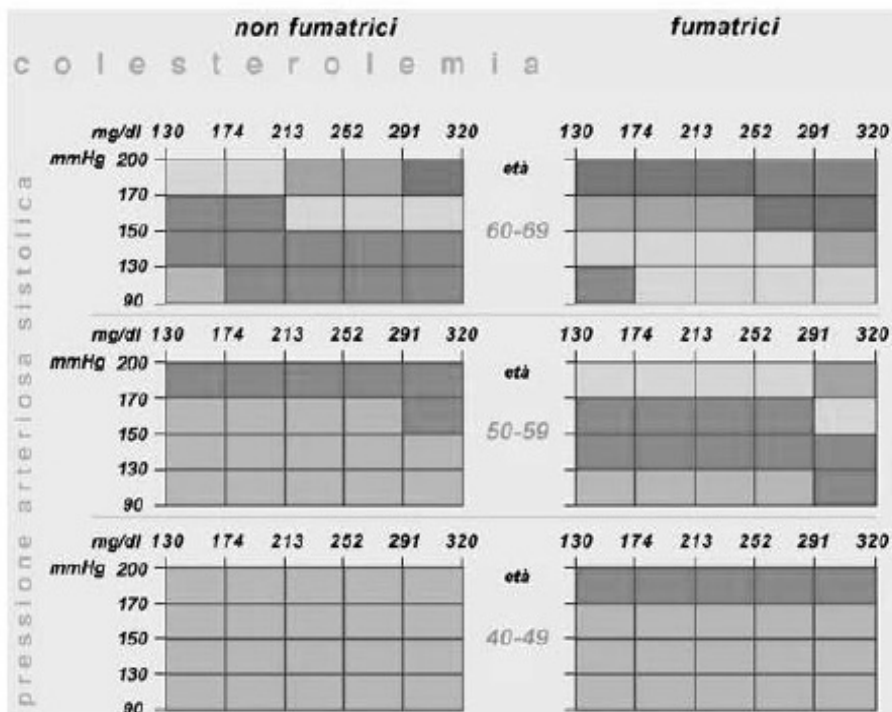 non fumatrici fumatrici
colesterolemia
mg/dl 130 174 213 252 291 320 130 174 213 252 291 320
mmHg 200 età
170
150 60-69
130
90
mg/dl 130 174 213 252 291 320 130 174 213 252 291 320
mmHg 200 età
170
150 50-59
130
90
mg/dl 130 174 213 252 291 320 130 174 213 252 291 320
mmHg 200 età
170
150 40-49
130
90
pressione arteriosa sistolica